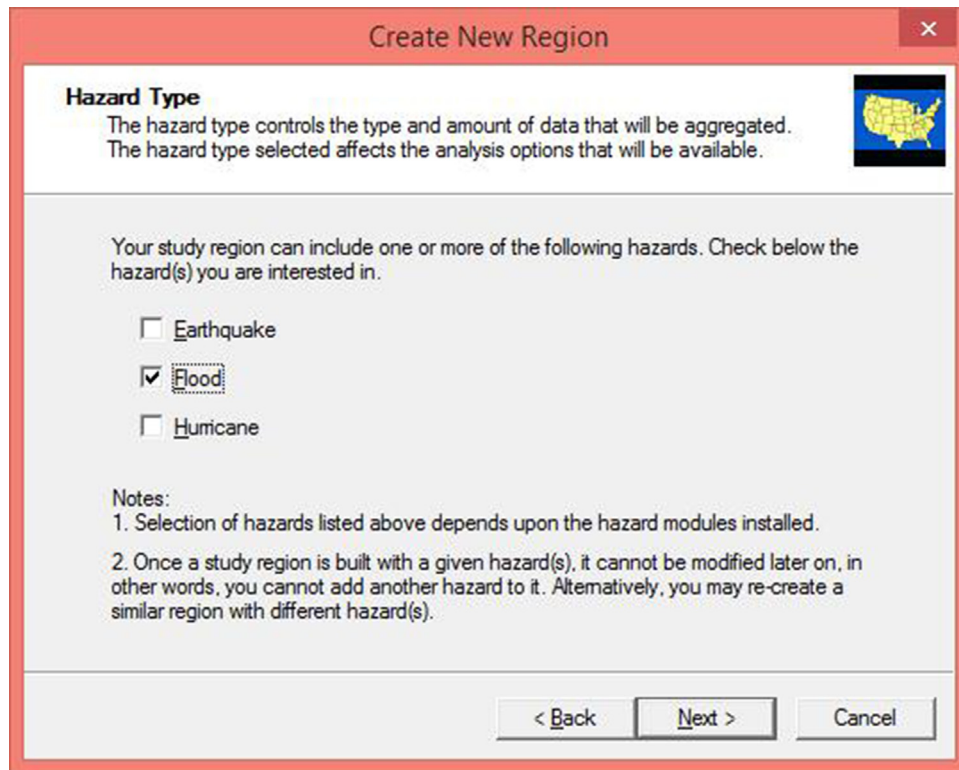 Create New Region
Hazard Type
The hazard type controls the type and amount of data that will be aggregated.
The hazard type selected affects the analysis options that will be available.
Your study region can include one or more of the following hazards. Check below the
hazard(s) you are interested in.
Earthquake
Flood
Hurricane
Notes:
1. Selection of hazards listed above depends upon the hazard modules installed.
2. Once a study region is built with a given hazard(s), it cannot be modified later on, in
other words, you cannot add another hazard to it. Alternatively, you may re-create a
similar region with different hazard(s).
< Back Next > Cancel